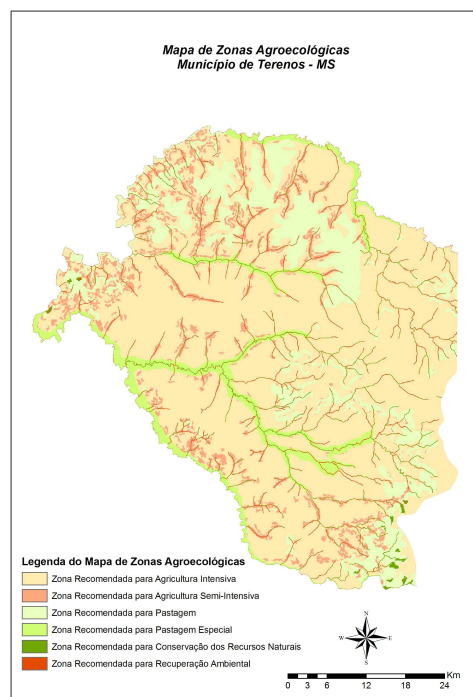 Mapa de Zonas Agroecológicas
Município de Terenos - MS
Legenda do Mapa de Zonas Agroecológicas
Zona Recomendada para Agricultura Intensiva
Zona Recomendada para Agricultura Semi-Intensiva
Zona Recomendada para Pastagem
Zona Recomendada para Pastagem Especial
Zona Recomendada para Conservação dos Recursos Naturais
Zona Recomendada para Recuperação Ambiental
N
W E
S
Km
0 3 6 12 18 24